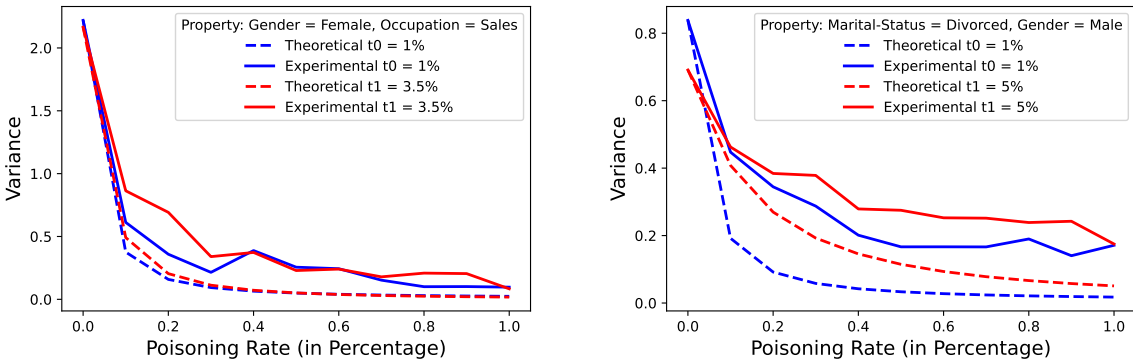 Property: Gender = Female, Occupation = Sales
Theoretical t0 = 1%
Experimental t0 = 1%
Theoretical t1 = 3.5%
Experimental t1 = 3.5%
Variance
2.0
1.5
1.0
0.5
0.0
0.0 0.2 0.4 0.6 0.8 1.0
Poisoning Rate (in Percentage)
Property: Marital-Status = Divorced, Gender = Male
Theoretical t0 = 1%
Experimental t0 = 1%
Theoretical t1 = 5%
Experimental t1 = 5%
Variance
0.8
0.6
0.4
0.2
0.0
0.0 0.2 0.4 0.6 0.8 1.0
Poisoning Rate (in Percentage)